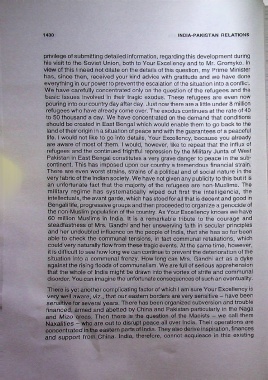 1430 INDIA-PAKISTAN RELATIONS
privilege of submitting detailed information, regarding this development during
his visit to the Soviet Union, both to Your Excellency and to Mr. Gromyko. In
view of this I need not dilate on the details of this question, my Prime Minister
has, since then, received your kind advice with gratitude and we have done
everything in our power to prevent the escalation of the situation into a conflict.
We have carefully concentrated only on the question of the refugees and the
basic issues involved in their tragic exodus. These refugees are even now
pouring into our country day after day. Just now there are a little under 8 million
refugees who have already come over. The exodus continues at the rate of 40
to 50 thousand a day. We have concentrated on the demand that conditions
should be created in East Bengal which would enable them to go back to the
land of their origin in a situation of peace and with the guarantees of a peaceful
life. I would not like to go into details, Your Excellency, because you already
are aware of most of them. I would, however, like to repeat that the influx of
refugees and the continued frightful repression by the Military Junta of West
Pakistan in East Bengal constitutes a very grave danger to peace in the sub-
continent. This has imposed upon our country a tremendous financial strain.
There are even worst strains, strains of a political and of social nature in the
very fabric of the Indian society. We have not given any publicity to this but it is
an unfortunate fact that the majority of the refugees are non-Muslims. The
military regime has systematically wiped out first the intelligencia, the
intellectuals, the avant garde, which has stood for all that is decent and good in
Bengali life, progressive groups and then proceeded to organize a genocide of
the non-Muslim population of the country. As Your Excellency knows we have
60 million Muslims in India. It is a remarkable tribute to the courage and
steadfastness of Mrs. Gandhi and her unswerving faith in secular principles
and her undoubted influence on the people of India, that she has so far been
able to check the communal tensions, in fact communal retaliations, which
could very naturally flow from these tragic events. At the same time, however,
it is difficult to see how long she can continue to prevent the deterioration of the
situation into a communal frenzy. How long can Mrs. Gandhi act as a dyke
against the rising floods of communalism. We are full of serious apprehension
that the whole of India might be drawn into the vortex of strife and communal
disorder. You can imagine the unfortunate consequences of such an eventuality.
There is yet another complicating factor of which I am sure Your Excellency is
very well aware, viz., that our eastern borders are very sensitive – have been
sensitive for several years. There has been organized subversion and trouble
financed, armed and abetted by China and Pakistan particularly in the Nagi
and Mizo areas. Then there is the question of the Maoists – we call them
Naxalities – who are out to disrupt peace all over India. Their operations are
concentrated in the eastern parts of India. They also derive inspiration, finances
and support from China. India, therefore, cannot acquiesce in this existing